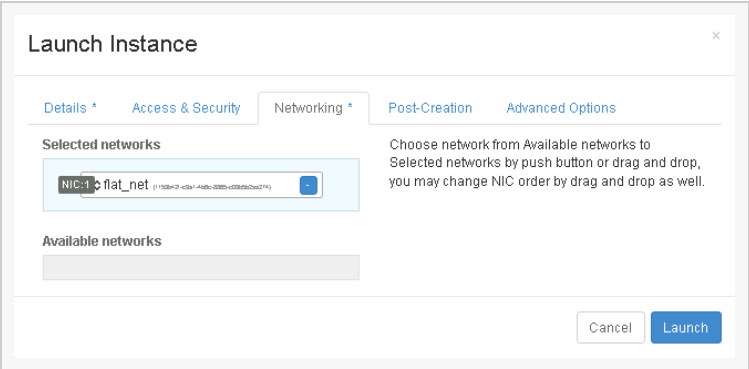 Launch Instance
×
Details * Access & Security Networking * Post-Creation Advanced Options
Selected networks
NIC:1 flat_net
-
Choose network from Available networks to
Selected networks by push button or drag and drop,
you may change NIC order by drag and drop as well.
Available networks
Cancel Launch